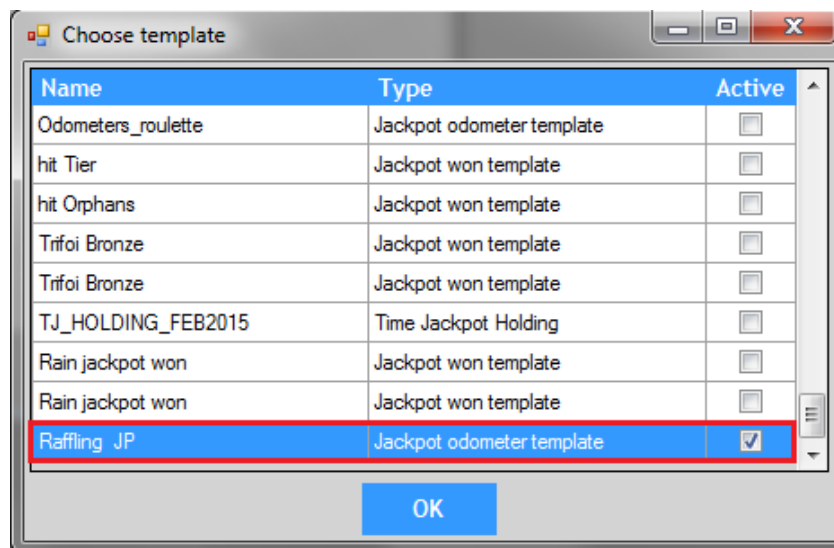 Choose template
Name Type Active
Odometers_roulette Jackpot odometer template
hit Tier Jackpot won template
hit Orphans Jackpot won template
Trifoi Bronze Jackpot won template
Trifoi Bronze Jackpot won template
TJ_HOLDING_FEB2015 Time Jackpot Holding
Rain jackpot won Jackpot won template
Rain jackpot won Jackpot won template
Raffling JP Jackpot odometer template
OK